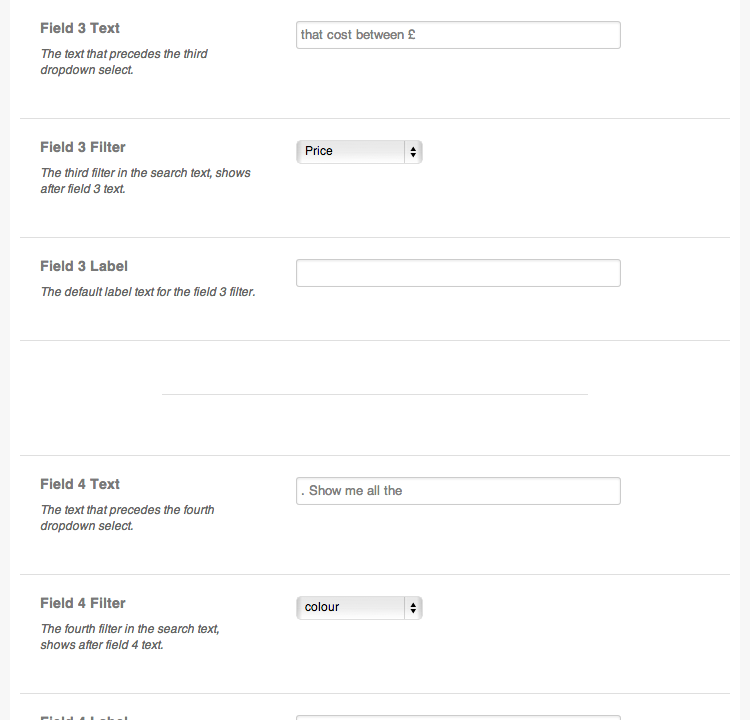 Field 3 Text
that cost between £
The text that precedes the third
dropdown select.
Field 3 Filter
Price
The third filter in the search text, shows
after field 3 text.
Field 3 Label
The default label text for the field 3 filter.
Field 4 Text
. Show me all the
The text that precedes the fourth
dropdown select.
Field 4 Filter
colour
The fourth filter in the search text,
shows after field 4 text.
Field 4 Label